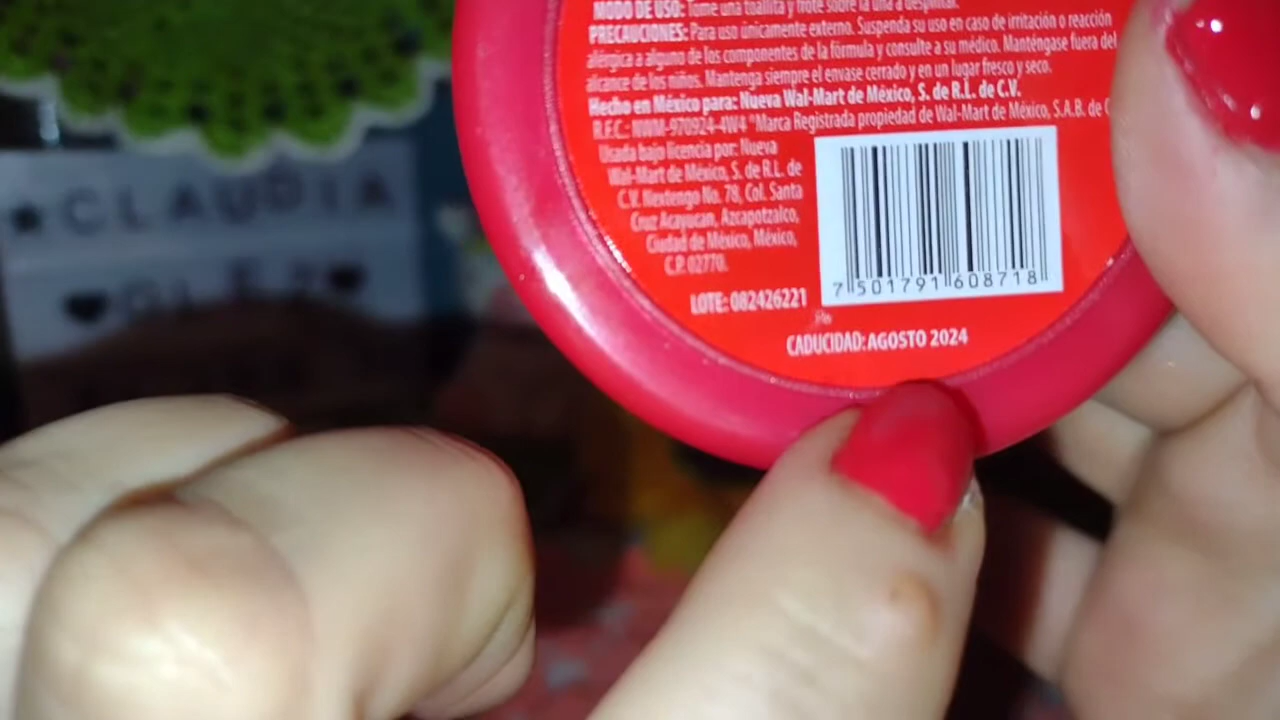 MODO DE USO: Tome una toallita y frote sobre la uña a despintar.
PRECAUCIONES: Para uso únicamente externo. Suspenda su uso en caso de irritación o reacción
alérgica a alguno de los componentes de la fórmula y consulte a su médico. Manténgase fuera del
alcance de los niños. Mantenga siempre el envase cerrado y en un lugar fresco y seco.
Hecho en México para: Nueva Wal-Mart de México, S. de R.L. de C.V.
R.F.C.: NWM-970924-4W4 *Marca Registrada propiedad de Wal-Mart de México, S.A.B. de C
Usada bajo licencia por: Nueva
Wal-Mart de México, S. de R.L. de
C.V. Nextengo No. 78, Col. Santa
Cruz Acayucan, Azcapotzalco,
Ciudad de México, México,
C.P. 02770.
7 501791 608718
LOTE: 082426221
CADUCIDAD: AGOSTO 2024
★CLAUDIA